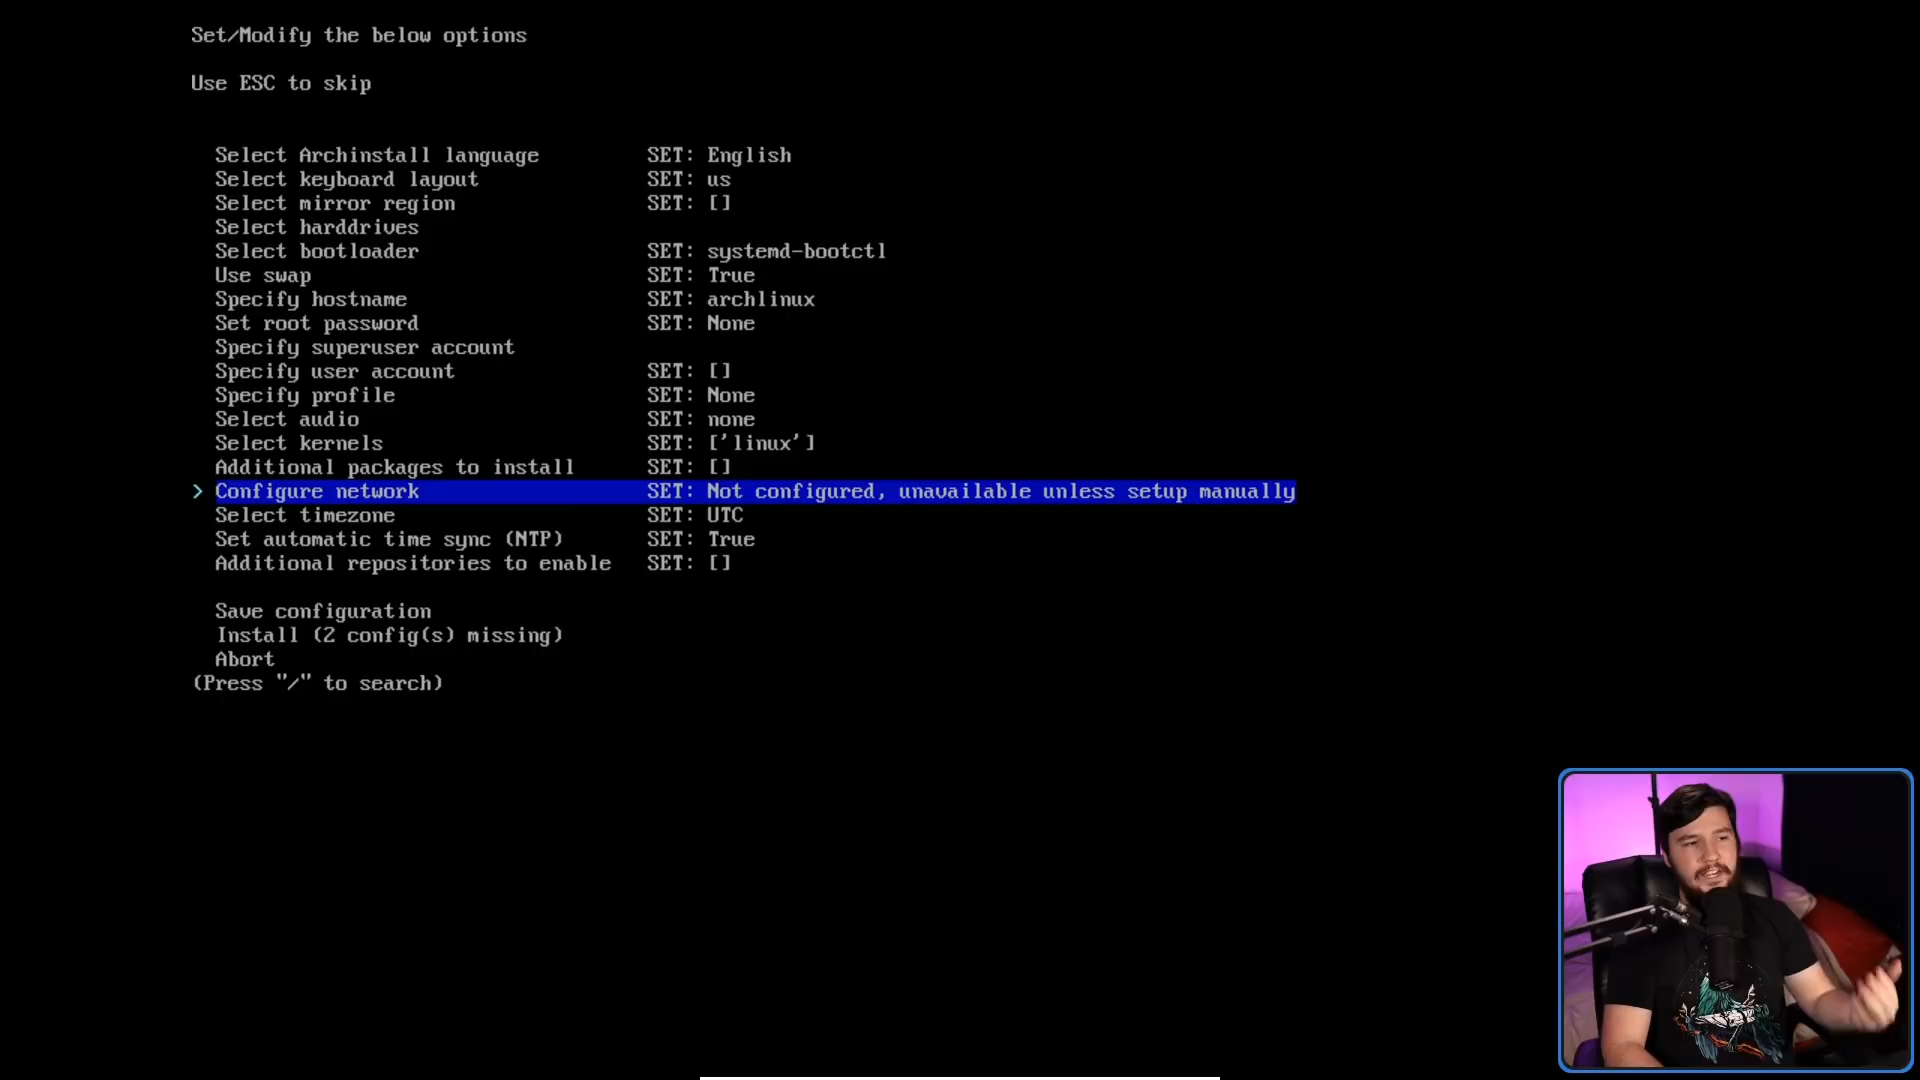 Set/Modify the below options
Use ESC to skip
Select Archinstall language SET: English
Select keyboard layout SET: us
Select mirror region SET: []
Select harddrives
Select bootloader SET: systemd-bootctl
Use swap SET: True
Specify hostname SET: archlinux
Set root password SET: None
Specify superuser account
Specify user account SET: []
Specify profile SET: None
Select audio SET: none
Select kernels SET: ['linux']
Additional packages to install SET: []
> Configure network SET: Not configured, unavailable unless setup manually
Select timezone SET: UTC
Set automatic time sync (NTP) SET: True
Additional repositories to enable SET: []
Save configuration
Install (2 config(s) missing)
Abort
(Press "/" to search)